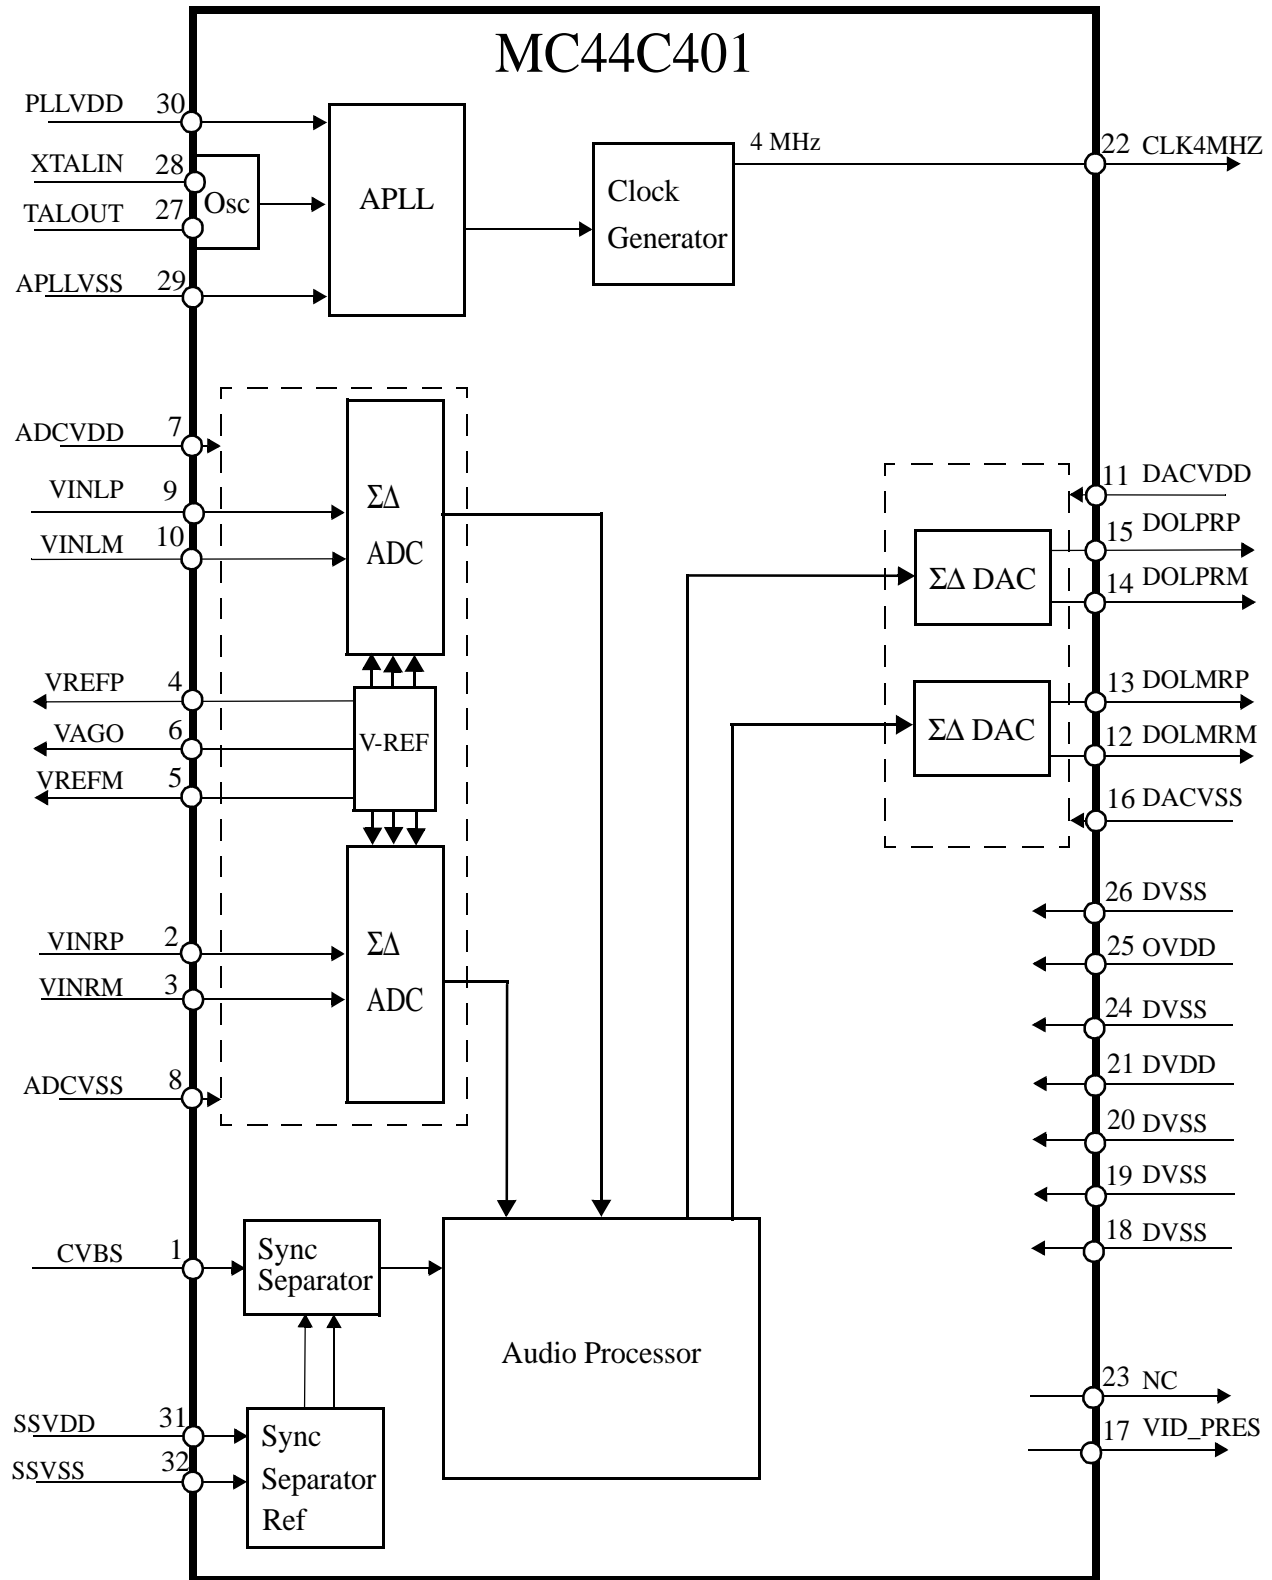 MC44C401
PLLVDD 30
XTALIN 28
TALOUT 27
APLLVSS 29
Osc
APLL
Clock
Generator
4 MHz
22 CLK4MHZ
ADCVDD 7
VINLP 9
VINLM 10
ΣΔ
ADC
VREFP 4
VAGO 6
VREFM 5
V-REF
VINRP 2
VINRM 3
ΣΔ
ADC
ADCVSS 8
11 DACVDD
15 DOLPRP
14 DOLPRM
ΣΔ DAC
13 DOLMRP
12 DOLMRM
ΣΔ DAC
16 DACVSS
26 DVSS
25 OVDD
24 DVSS
21 DVDD
20 DVSS
19 DVSS
18 DVSS
CVBS 1
Sync
Separator
Audio Processor
SSVDD 31
SSVSS 32
Sync
Separator
Ref
23 NC
17 VID_PRES